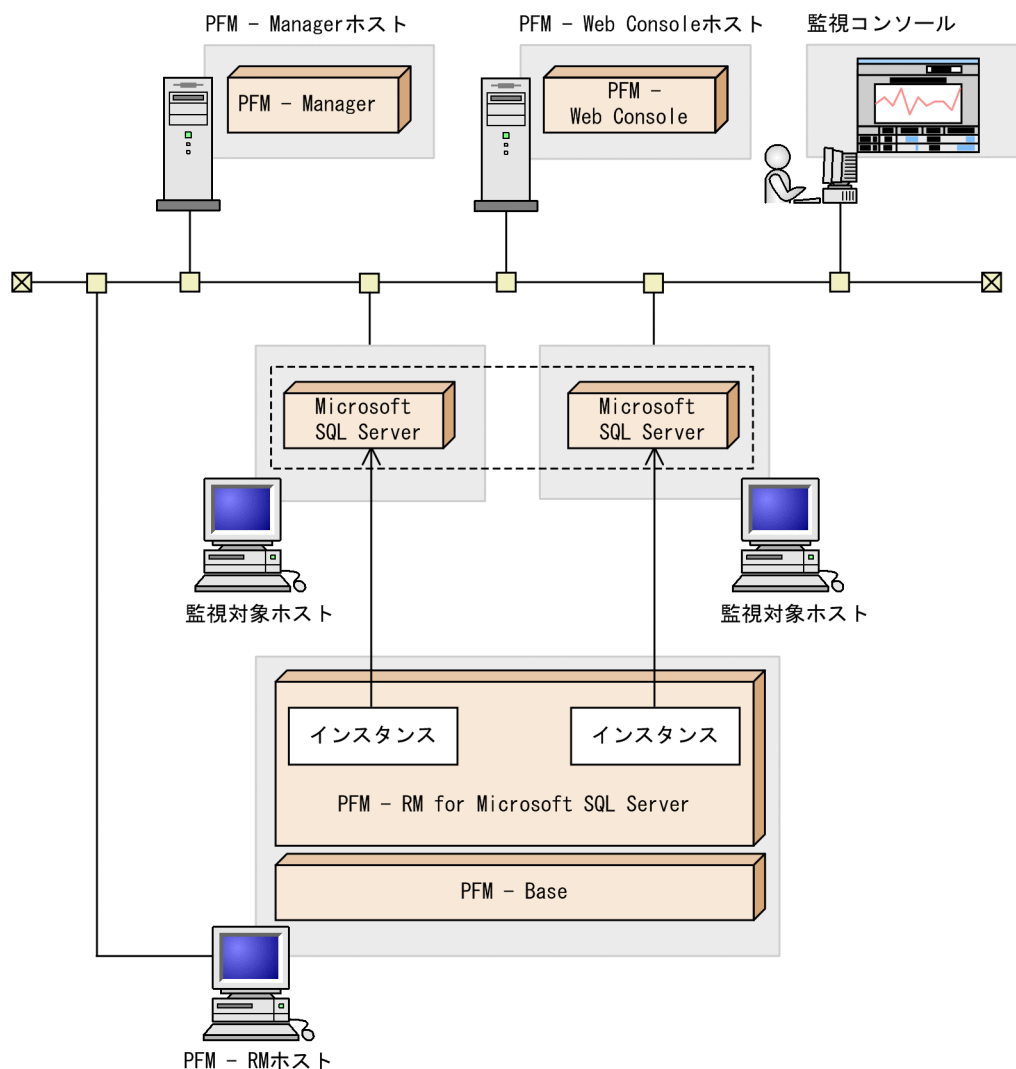 PFM － Managerホスト
PFM － Web Consoleホスト
監視コンソール
PFM － Manager
PFM －
Web Console
Microsoft
SQL Server
Microsoft
SQL Server
監視対象ホスト
監視対象ホスト
インスタンス
インスタンス
PFM － RM for Microsoft SQL Server
PFM － Base
PFM － RMホスト